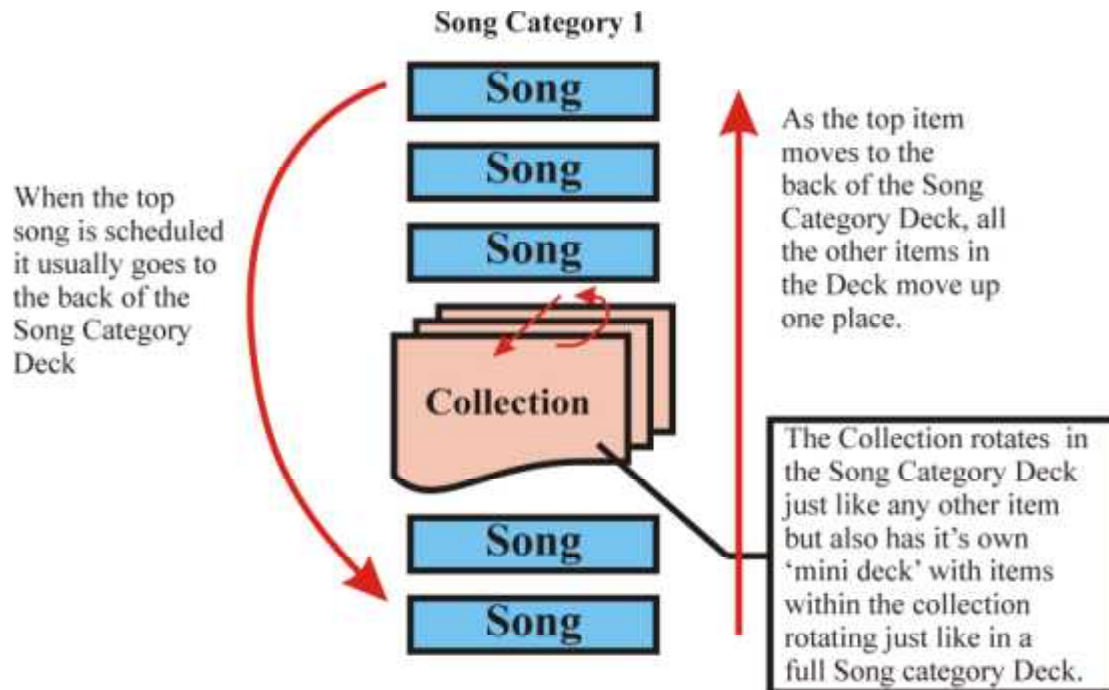 Song Category 1
Song
Song
Song
Collection
Song
Song
When the top
song is scheduled
it usually goes to
the back of the
Song Category
Deck
As the top item
moves to the
back of the Song
Category Deck, all
the other items in
the Deck move up
one place.
The Collection rotates in
the Song Category Deck
just like any other item
but also has it's own
‘mini deck’ with items
within the collection
rotating just like in a
full Song category Deck.